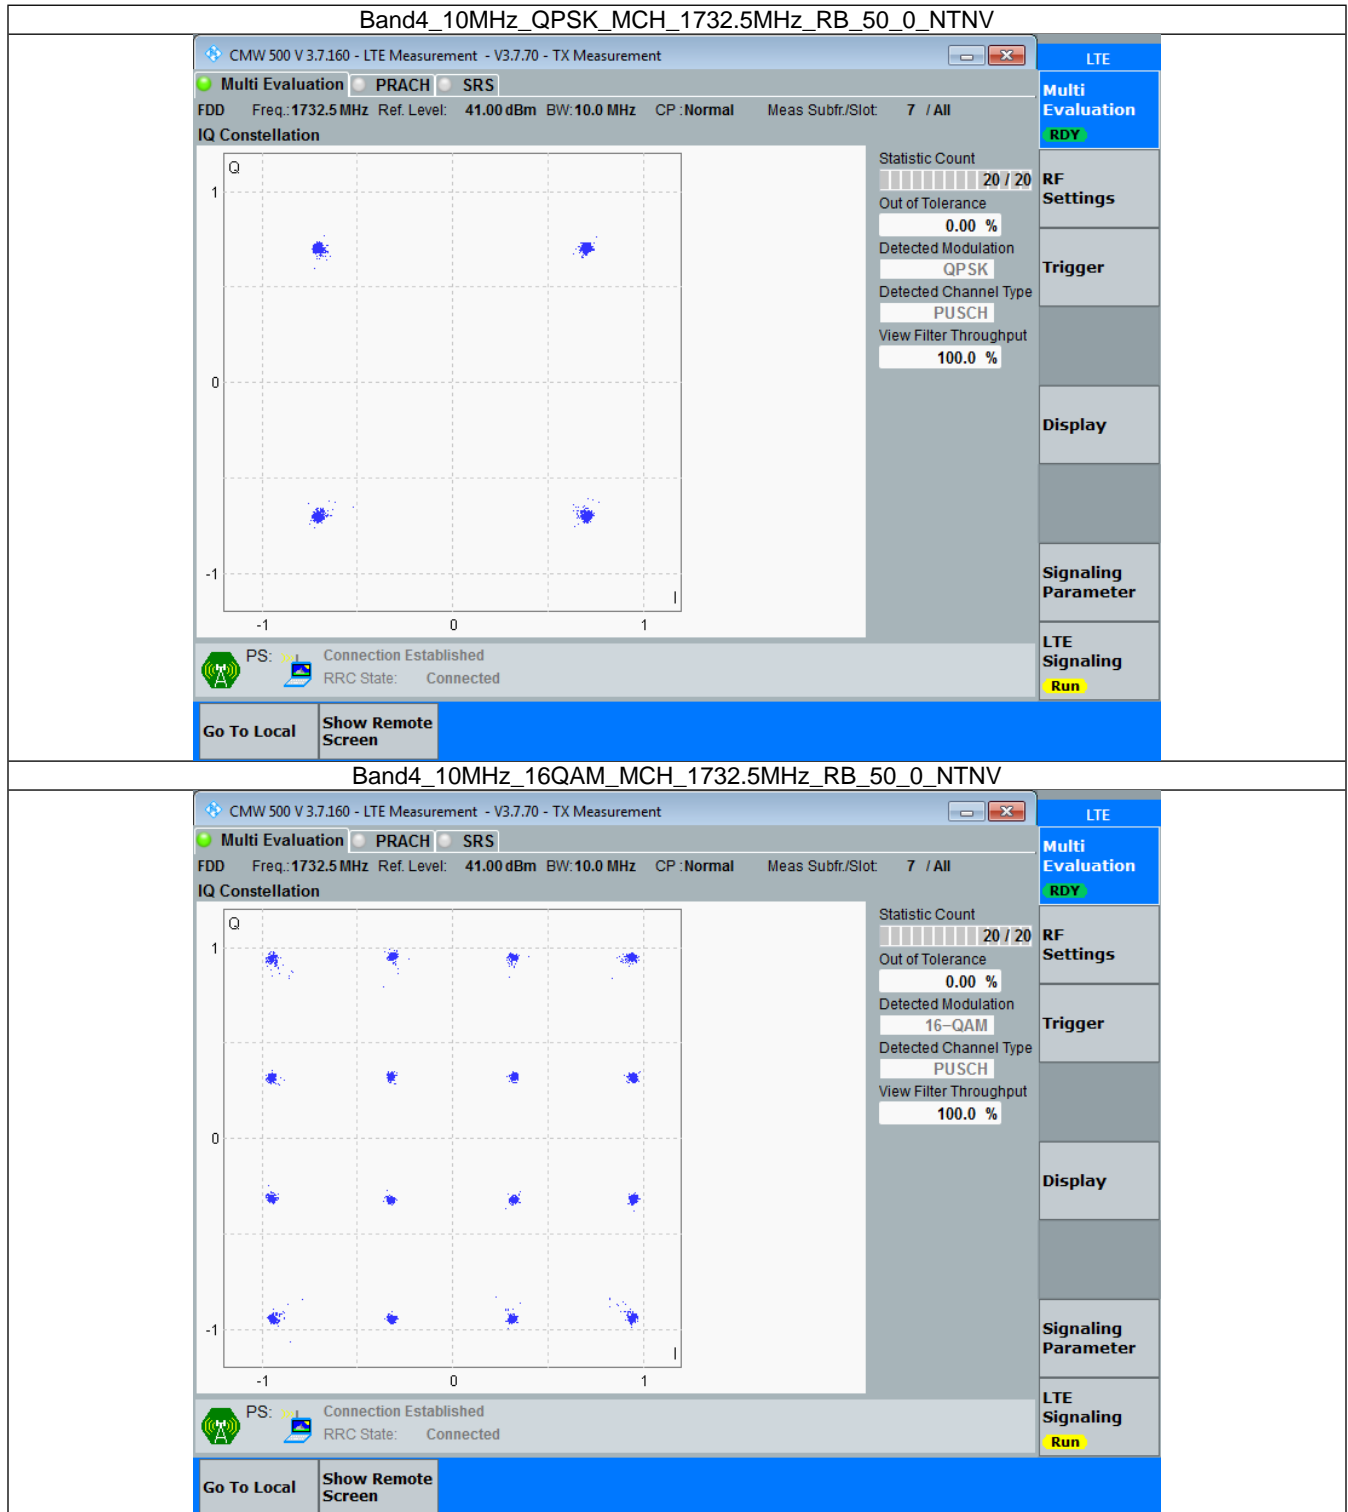 Band4_10MHz_QPSK_MCH_1732.5MHz_RB_50_0_NTNV
CMW 500 V 3.7.160 - LTE Measurement - V3.7.70 - TX Measurement
LTE
Multi Evaluation PRACH SRS
Multi
Evaluation
RDY
FDD Freq.: 1732.5 MHz Ref. Level: 41.00 dBm BW: 10.0 MHz CP : Normal Meas Subfr./Slot: 7 / All
IQ Constellation
Q
1
0
-1
I
-1 0 1
Statistic Count
20 / 20
Out of Tolerance
0.00 %
Detected Modulation
QPSK
Detected Channel Type
PUSCH
View Filter Throughput
100.0 %
RF
Settings
Trigger
Display
Signaling
Parameter
LTE
Signaling
Run
PS: Connection Established
RRC State: Connected
Go To Local
Show Remote
Screen
Band4_10MHz_16QAM_MCH_1732.5MHz_RB_50_0_NTNV
CMW 500 V 3.7.160 - LTE Measurement - V3.7.70 - TX Measurement
LTE
Multi Evaluation PRACH SRS
Multi
Evaluation
RDY
FDD Freq.: 1732.5 MHz Ref. Level: 41.00 dBm BW: 10.0 MHz CP : Normal Meas Subfr./Slot: 7 / All
IQ Constellation
Q
1
0
-1
I
-1 0 1
Statistic Count
20 / 20
Out of Tolerance
0.00 %
Detected Modulation
16-QAM
Detected Channel Type
PUSCH
View Filter Throughput
100.0 %
RF
Settings
Trigger
Display
Signaling
Parameter
LTE
Signaling
Run
PS: Connection Established
RRC State: Connected
Go To Local
Show Remote
Screen